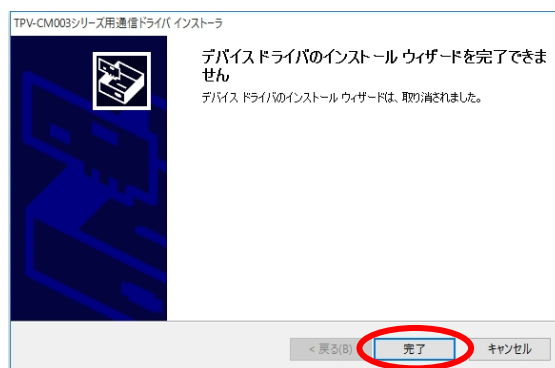 TPV-CM003シリーズ用通信ドライバ インストーラ
デバイス ドライバのインストール ウィザードを完了できま
せん
デバイス ドライバのインストール ウィザードは、取り消されました。
< 戻る(B)
完了
キャンセル